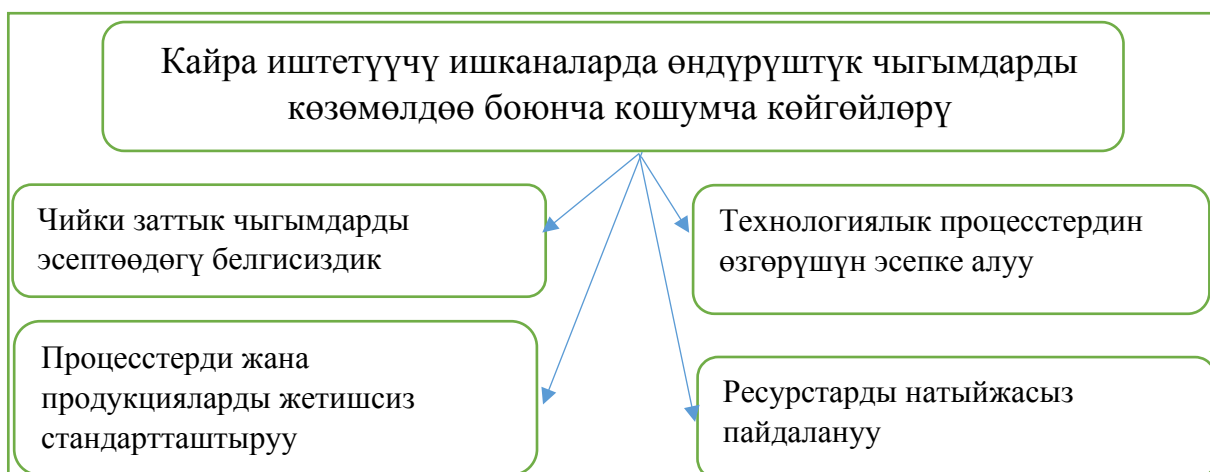 Кайра иштетүүчү ишканаларда өндүрүштүк чыгымдарды
көзөмөлдөө боюнча кошумча көйгөйлөрү
Чийки заттык чыгымдарды
эсептөөдөгү белгисиздик
Технологиялык процесстердин
өзгөрүшүн эсепке алуу
Процесстерди жана
продукцияларды жетишсиз
стандартташтыруу
Ресурстарды натыйжасыз
пайдалануу